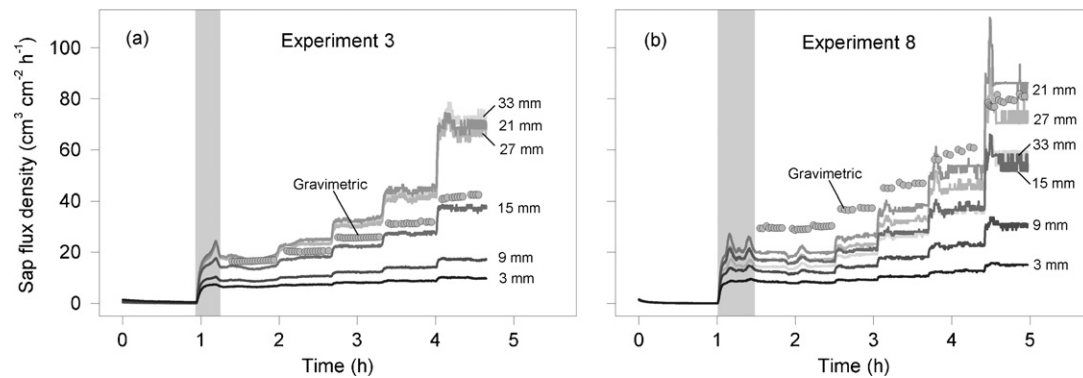 Sap flux density (cm³ cm⁻² h⁻¹)
100
80
60
40
20
0
(a)
Experiment 3
Gravimetric
33 mm
21 mm
27 mm
15 mm
9 mm
3 mm
0 1 2 3 4 5
Time (h)
(b)
Experiment 8
Gravimetric
21 mm
27 mm
33 mm
15 mm
9 mm
3 mm
0 1 2 3 4 5
Time (h)